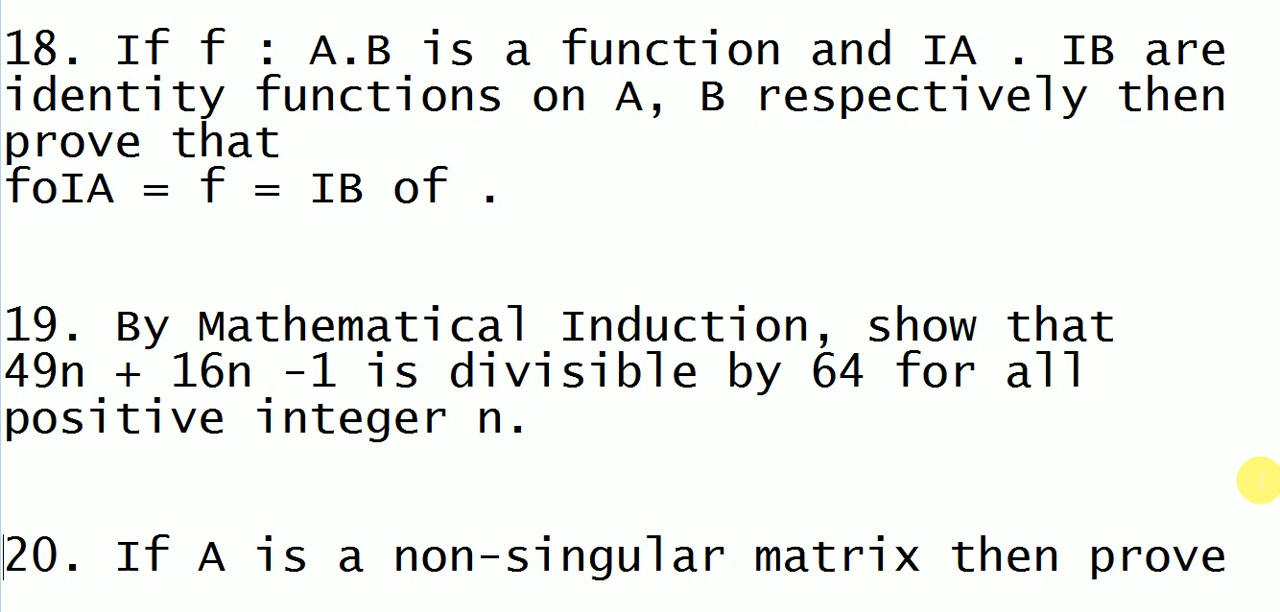 18. If f : A.B is a function and IA . IB are
identity functions on A, B respectively then
prove that
foIA = f = IB of .
19. By Mathematical Induction, show that
49n + 16n -1 is divisible by 64 for all
positive integer n.
20. If A is a non-singular matrix then prove